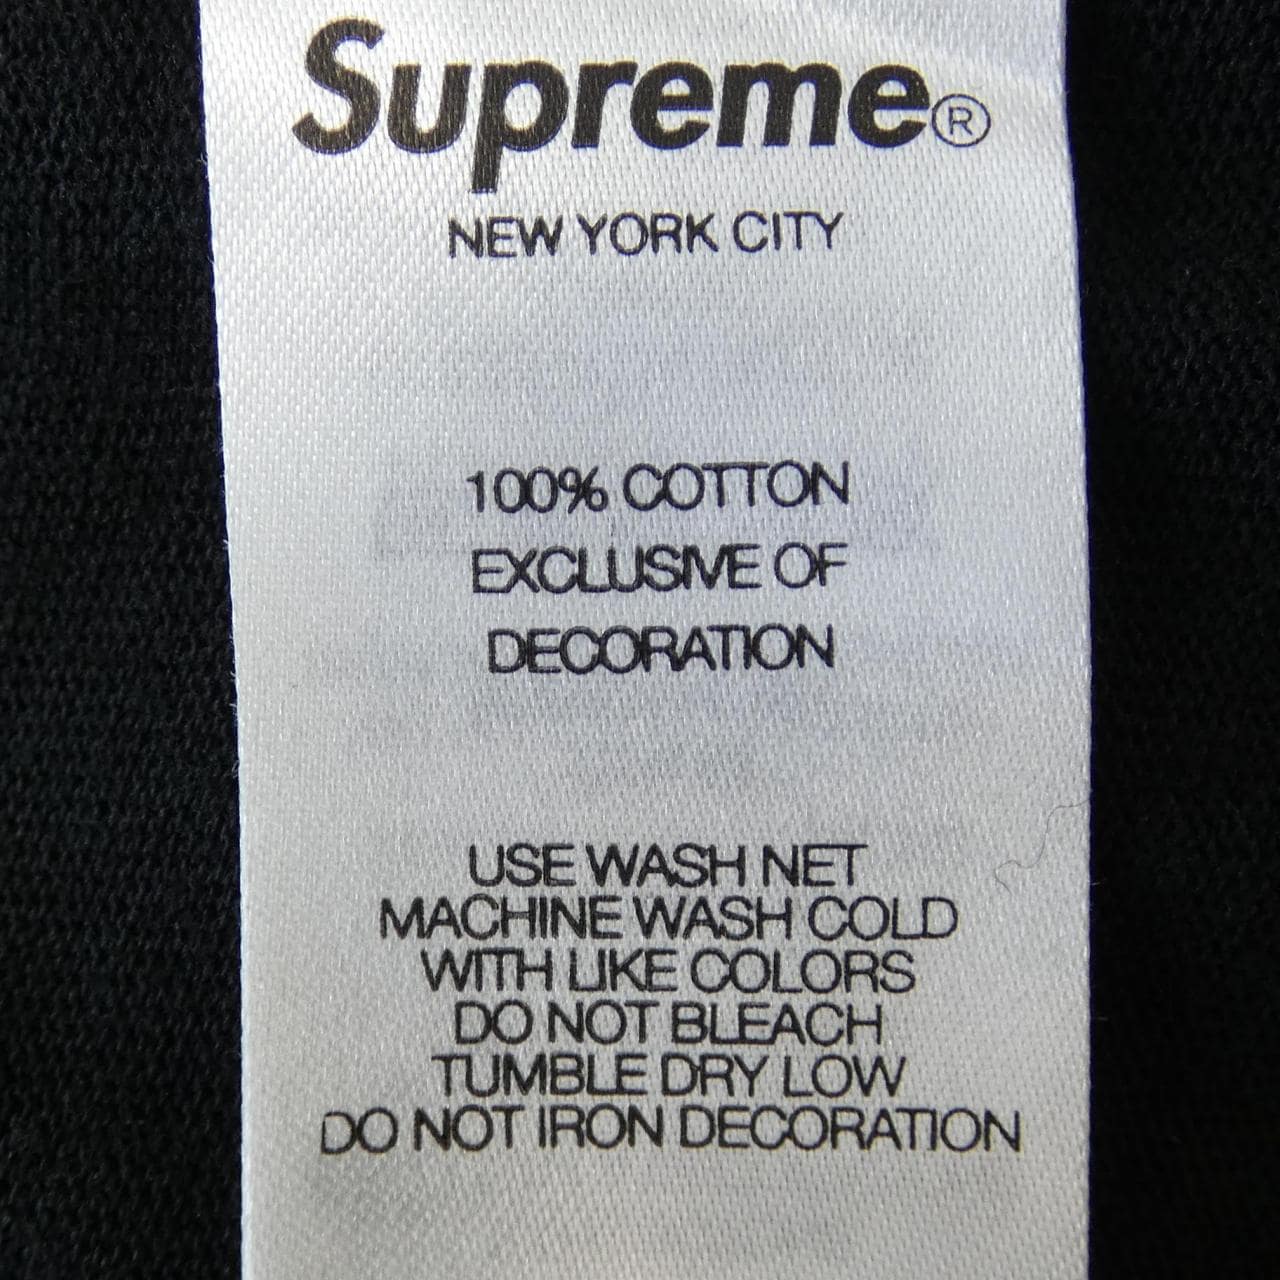 Supreme®
NEW YORK CITY
100% COTTON
EXCLUSIVE OF
DECORATION
USE WASH NET
MACHINE WASH COLD
WITH LIKE COLORS
DO NOT BLEACH
TUMBLE DRY LOW
DO NOT IRON DECORATION